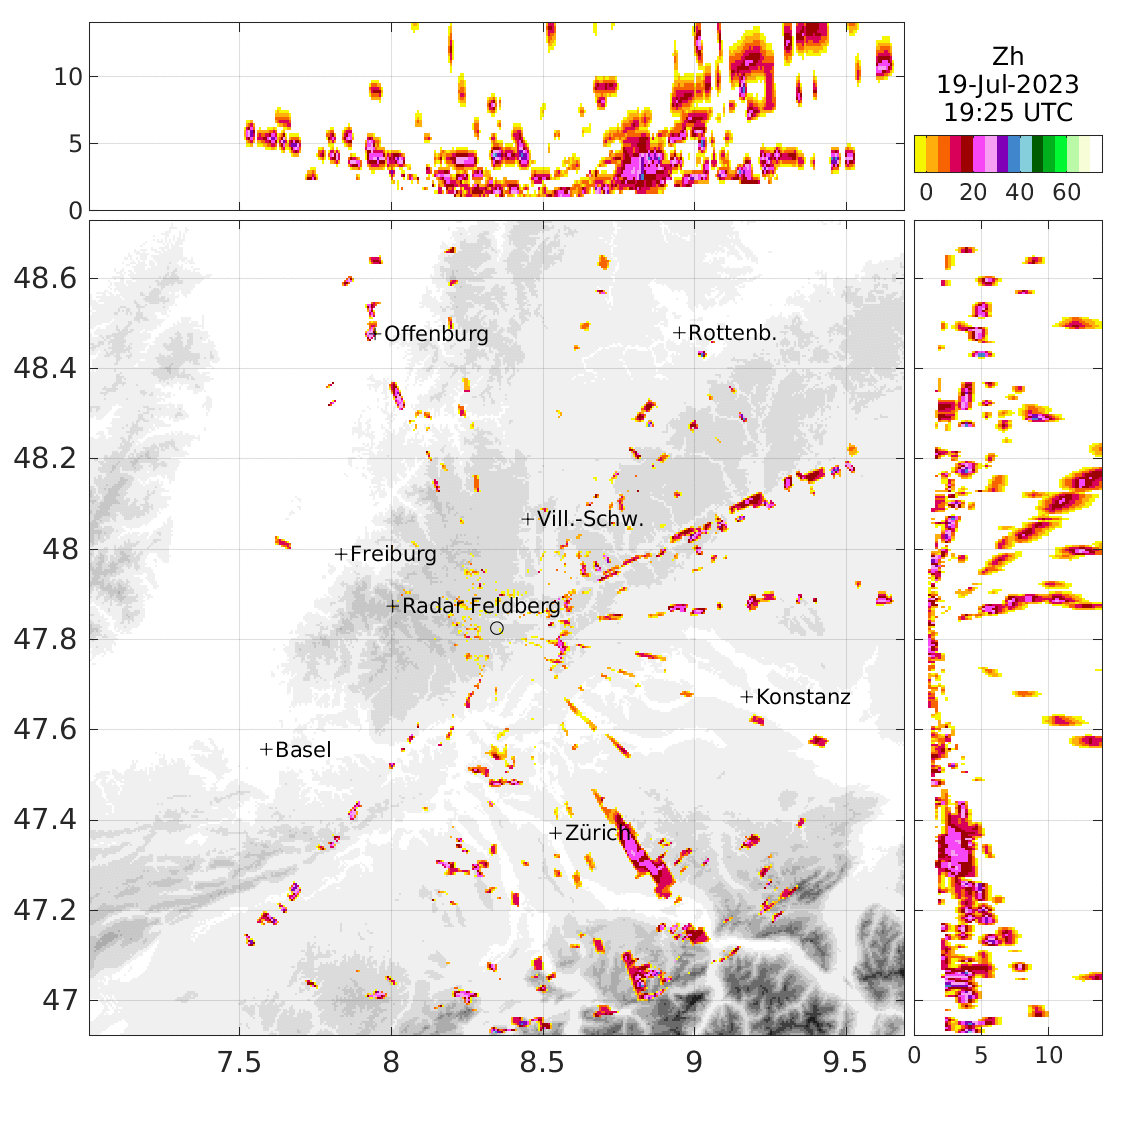 10
5
0
Zh
19-Jul-2023
19:25 UTC
0 20 40 60
48.6
48.4
48.2
48
47.8
47.6
47.4
47.2
47
+Offenburg
+Rottenb.
+Vill.-Schw.
+Freiburg
+Radar Feldberg
+Konstanz
+Basel
+Zürich
7.5 8 8.5 9 9.5
0 5 10